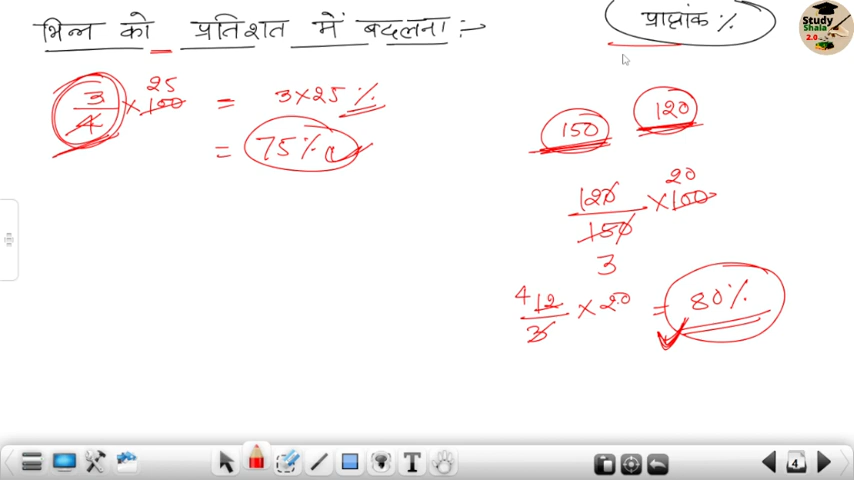 भिन्न को प्रतिशत में बदलना :-
प्राप्तांक %
Study Shala 2.0
3/4 × 100 25 = 3×25 %
= 75%
150 120
120/150 × 100 20
3
4 12/3 × 20 = 80%
T
4